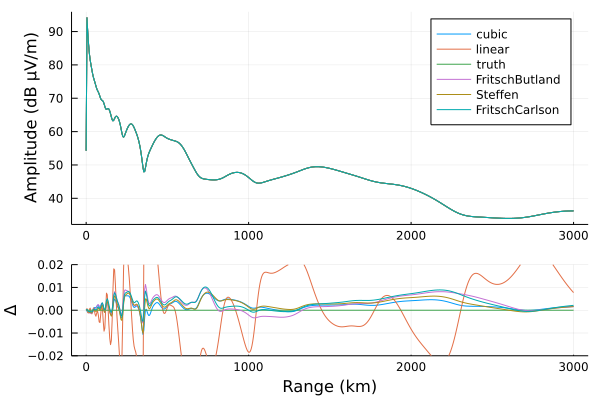 Amplitude (dB μV/m)
90
80
70
60
50
40
0
1000
2000
3000
cubic
linear
truth
FritschButland
Steffen
FritschCarlson
Δ
0.02
0.01
0.00
−0.01
−0.02
0
1000
2000
3000
Range (km)